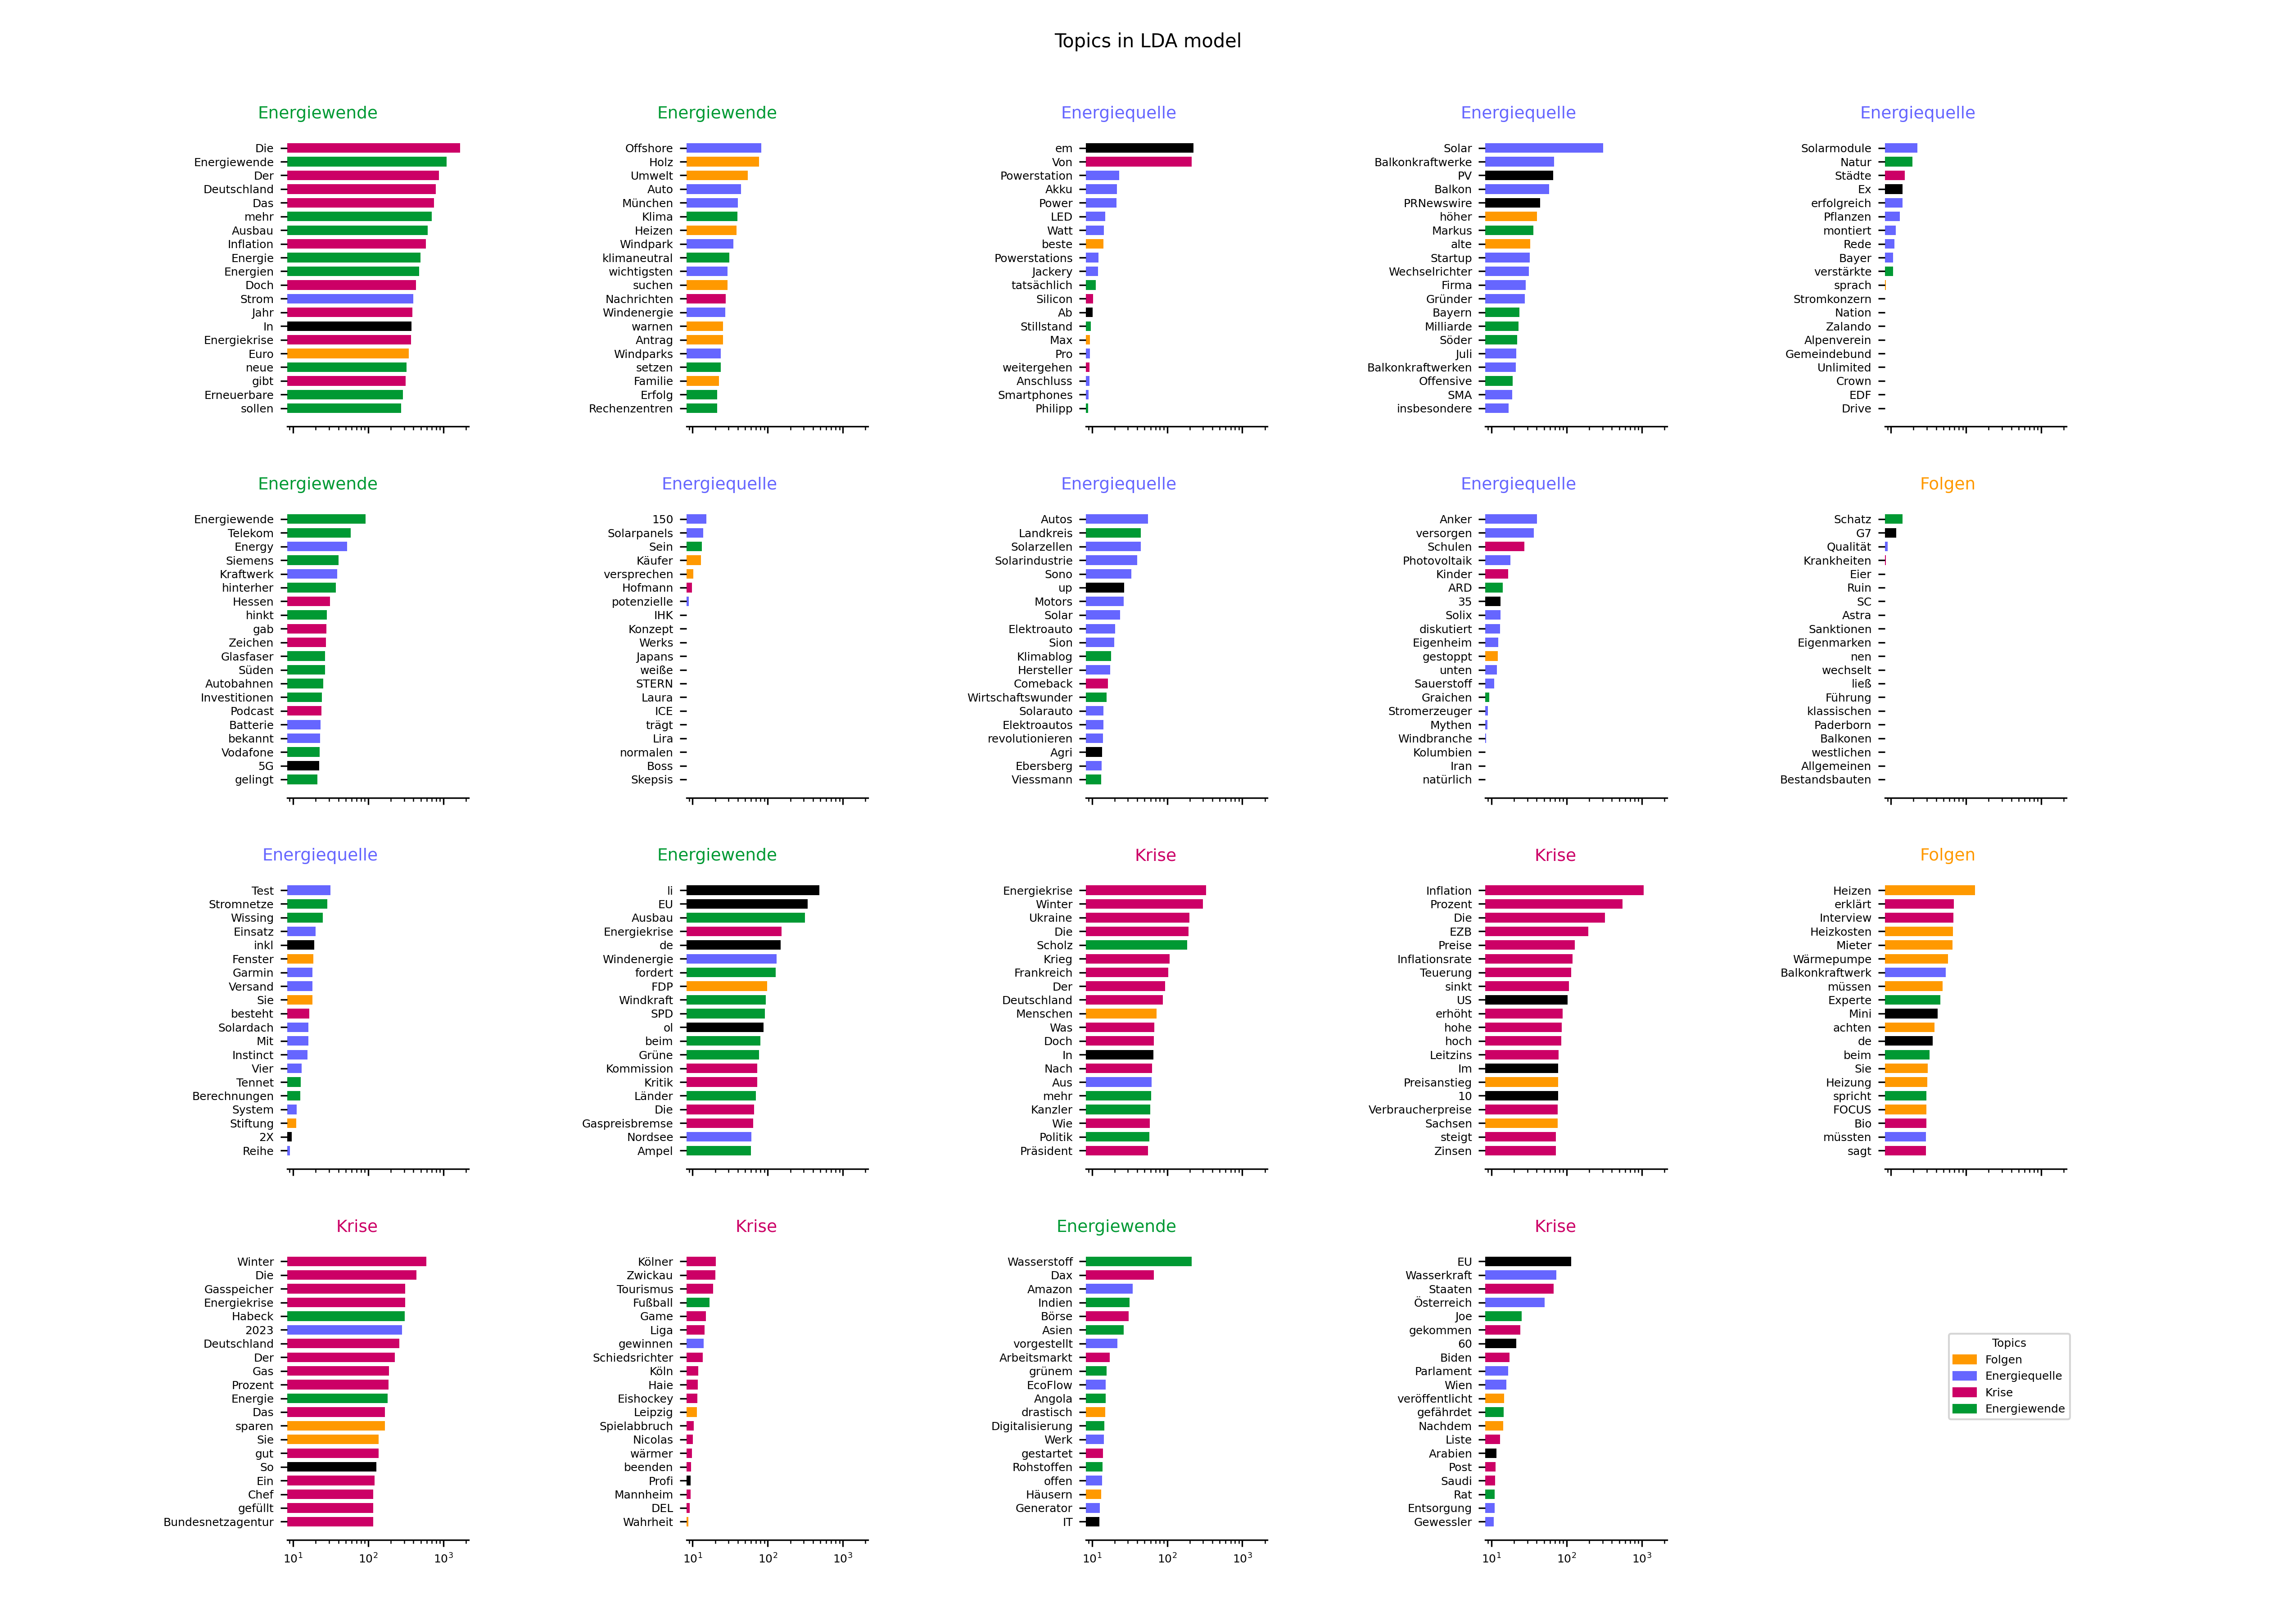 Topics in LDA model
Energiewende
Die
Energiewende
Der
Deutschland
Das
mehr
Ausbau
Inflation
Energie
Energien
Doch
Strom
Jahr
In
Energiekrise
Euro
neue
gibt
Erneuerbare
sollen
Energiewende
Offshore
Holz
Umwelt
Auto
München
Klima
Heizen
Windpark
klimaneutral
wichtigsten
suchen
Nachrichten
Windenergie
warnen
Antrag
Windparks
setzen
Familie
Erfolg
Rechenzentren
Energiequelle
em
Von
Powerstation
Akku
Power
LED
Watt
beste
Powerstations
Jackery
tatsächlich
Silicon
Ab
Stillstand
Max
Pro
weitergehen
Anschluss
Smartphones
Philipp
Energiequelle
Solar
Balkonkraftwerke
PV
Balkon
PRNewswire
höher
Markus
alte
Startup
Wechselrichter
Firma
Gründer
Bayern
Milliarde
Söder
Juli
Balkonkraftwerken
Offensive
SMA
insbesondere
Energiequelle
Solarmodule
Natur
Städte
Ex
erfolgreich
Pflanzen
montiert
Rede
Bayer
verstärkte
sprach
Stromkonzern
Nation
Zalando
Alpenverein
Gemeindebund
Unlimited
Crown
EDF
Drive
Energiewende
Energiewende
Telekom
Energy
Siemens
Kraftwerk
hinterher
Hessen
hinkt
gab
Zeichen
Glasfaser
Süden
Autobahnen
Investitionen
Podcast
Batterie
bekannt
Vodafone
5G
gelingt
Energiequelle
150
Solarpanels
Sein
Käufer
versprechen
Hofmann
potenzielle
IHK
Konzept
Werks
Japans
weiße
STERN
Laura
ICE
trägt
Lira
normalen
Boss
Skepsis
Energiequelle
Autos
Landkreis
Solarzellen
Solarindustrie
Sono
up
Motors
Solar
Elektroauto
Sion
Klimablog
Hersteller
Comeback
Wirtschaftswunder
Solarauto
Elektroautos
revolutionieren
Agri
Ebersberg
Viessmann
Energiequelle
Anker
versorgen
Schulen
Photovoltaik
Kinder
ARD
35
Solix
diskutiert
Eigenheim
gestoppt
unten
Sauerstoff
Graichen
Stromerzeuger
Mythen
Windbranche
Kolumbien
Iran
natürlich
Folgen
Schatz
G7
Qualität
Krankheiten
Eier
Ruin
SC
Astra
Sanktionen
Eigenmarken
nen
wechselt
ließ
Führung
klassischen
Paderborn
Balkonen
westlichen
Allgemeinen
Bestandsbauten
Energiequelle
Test
Stromnetze
Wissing
Einsatz
inkl
Fenster
Garmin
Versand
Sie
besteht
Solardach
Mit
Instinct
Vier
Tennet
Berechnungen
System
Stiftung
2X
Reihe
Energiewende
li
EU
Ausbau
Energiekrise
de
Windenergie
fordert
FDP
Windkraft
SPD
ol
beim
Grüne
Kommission
Kritik
Länder
Die
Gaspreisbremse
Nordsee
Ampel
Krise
Energiekrise
Winter
Ukraine
Die
Scholz
Krieg
Frankreich
Der
Deutschland
Menschen
Was
Doch
In
Nach
Aus
mehr
Kanzler
Wie
Politik
Präsident
Krise
Inflation
Prozent
Die
EZB
Preise
Inflationsrate
Teuerung
sinkt
US
erhöht
hohe
hoch
Leitzins
Im
Preisanstieg
10
Verbraucherpreise
Sachsen
steigt
Zinsen
Folgen
Heizen
erklärt
Interview
Heizkosten
Mieter
Wärmepumpe
Balkonkraftwerk
müssen
Experte
Mini
achten
de
beim
Sie
Heizung
spricht
FOCUS
Bio
müssten
sagt
Krise
Winter
Die
Gasspeicher
Energiekrise
Habeck
2023
Deutschland
Der
Gas
Prozent
Energie
Das
sparen
Sie
gut
So
Ein
Chef
gefüllt
Bundesnetzagentur
10¹ 10² 10³
Krise
Kölner
Zwickau
Tourismus
Fußball
Game
Liga
gewinnen
Schiedsrichter
Köln
Haie
Eishockey
Leipzig
Spielabbruch
Nicolas
wärmer
beenden
Profi
Mannheim
DEL
Wahrheit
10¹ 10² 10³
Energiewende
Wasserstoff
Dax
Amazon
Indien
Börse
Asien
vorgestellt
Arbeitsmarkt
grünem
EcoFlow
Angola
drastisch
Digitalisierung
Werk
gestartet
Rohstoffen
offen
Häusern
Generator
IT
10¹ 10² 10³
Krise
EU
Wasserkraft
Staaten
Österreich
Joe
gekommen
60
Biden
Parlament
Wien
veröffentlicht
gefährdet
Nachdem
Liste
Arabien
Post
Saudi
Rat
Entsorgung
Gewessler
10¹ 10² 10³
Topics
Folgen
Energiequelle
Krise
Energiewende